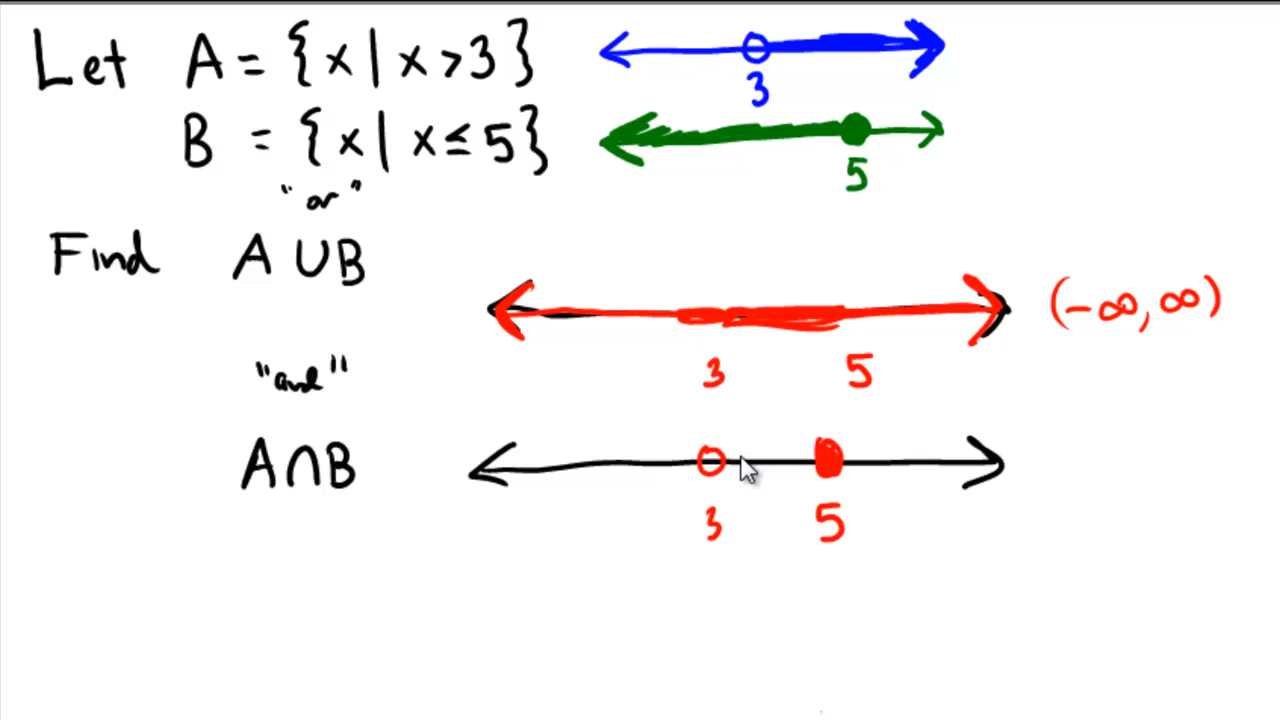 Let A = {x | x > 3}
3
B = {x | x ≤ 5}
5
"or"
Find A ∪ B
(-∞, ∞)
3 5
"and"
A ∩ B
3 5